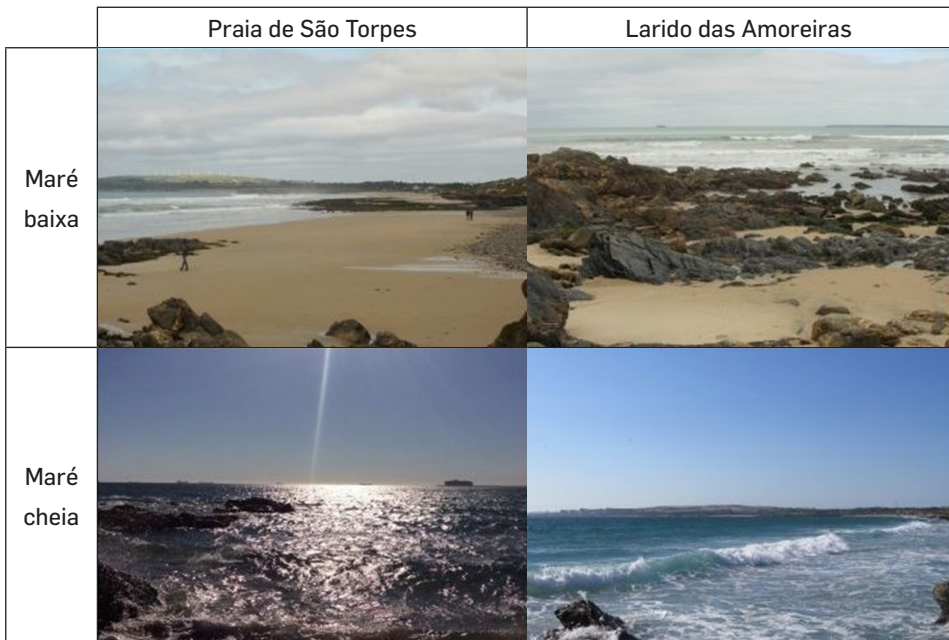 Praia de São Torpes
Larido das Amoreiras
Maré
baixa
Maré
cheia